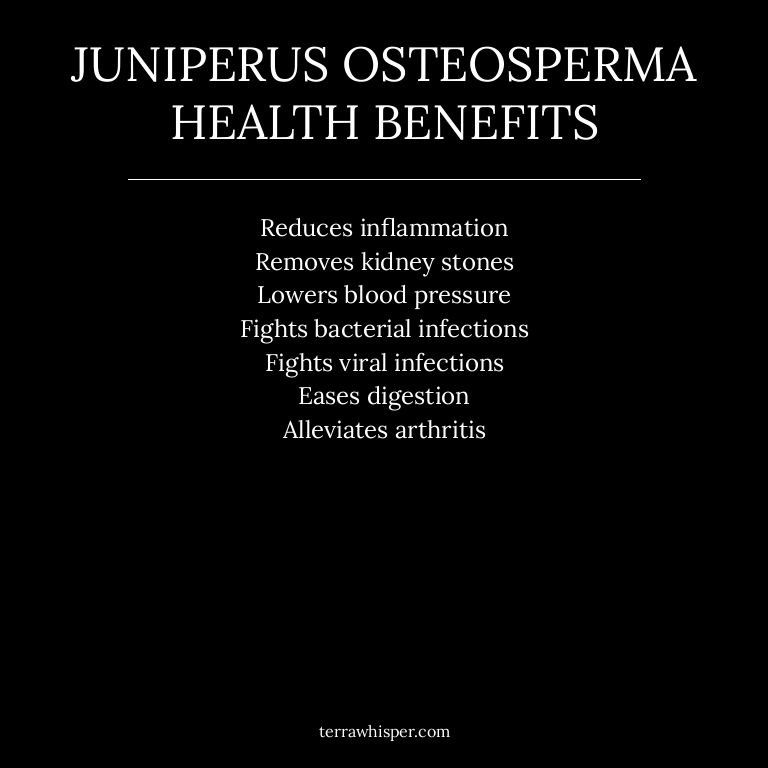 JUNIPERUS OSTEOSPERMA
HEALTH BENEFITS
Reduces inflammation
Removes kidney stones
Lowers blood pressure
Fights bacterial infections
Fights viral infections
Eases digestion
Alleviates arthritis
terrawhisper.com